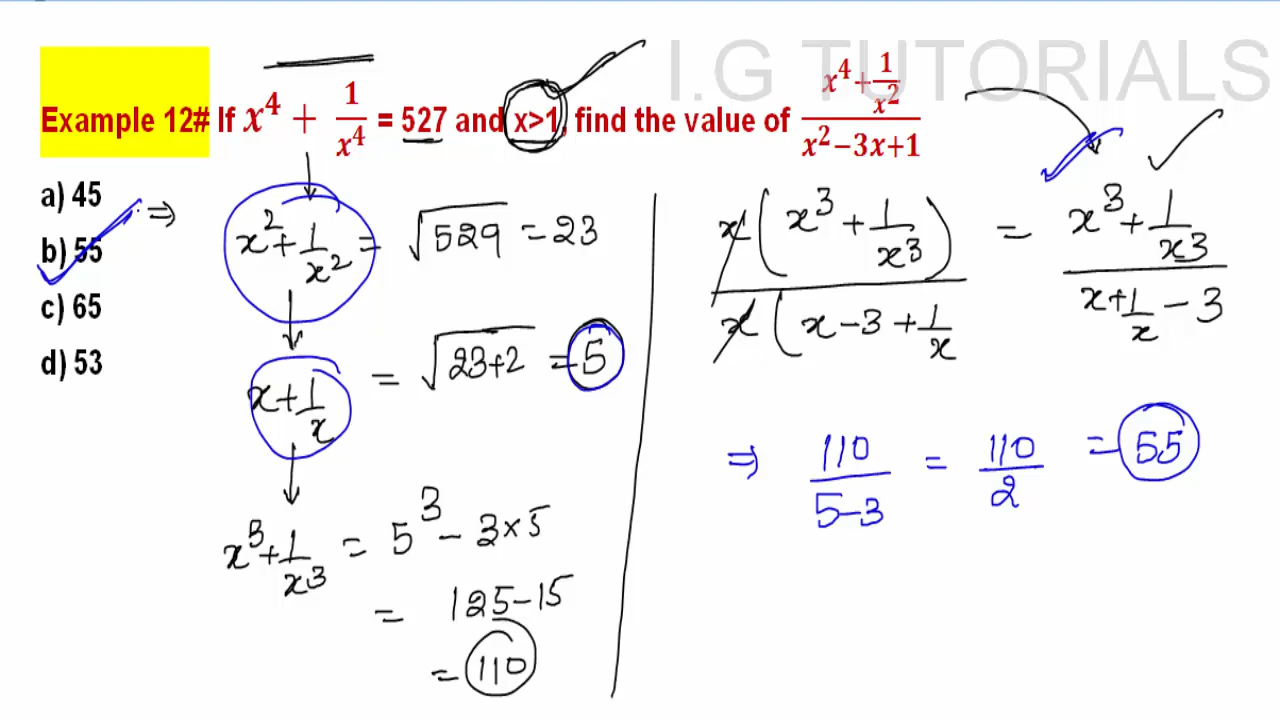 I.G TUTORIALS
Example 12# If x⁴ + 1/x⁴ = 527 and x>1, find the value of (x⁴+1/x²)/(x²−3x+1)
a) 45
b) 55
c) 65
d) 53
⇒ x²+1/x² = √529 = 23
x+1/x = √23+2 = 5
x³+1/x³ = 5³ − 3×5
= 125−15
= 110
x(x³+1/x³)/x(x−3+1/x = (x³+1/x³)/(x+1/x−3)
⇒ 110/(5−3) = 110/2 = 55